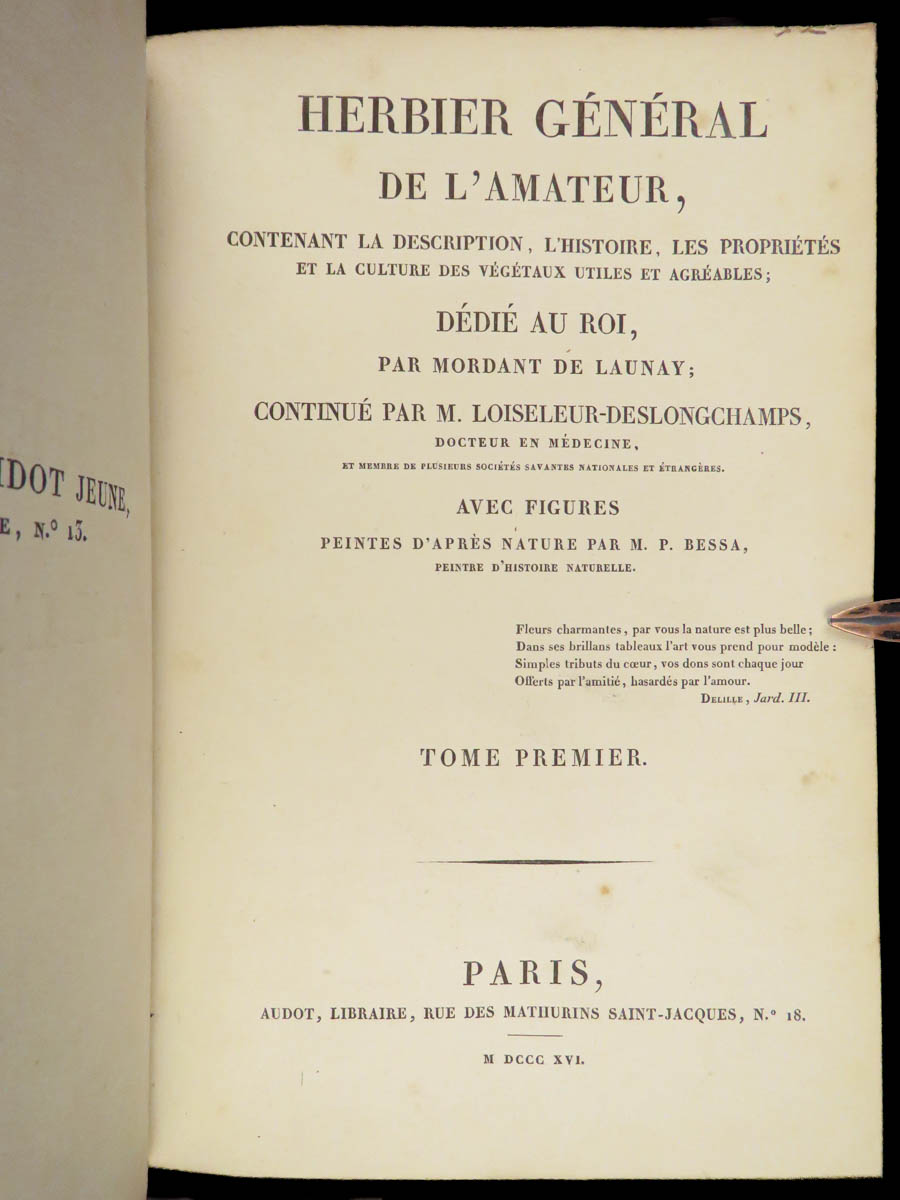 IDOT JEUNE,
E, N.º 13.
HERBIER GÉNÉRAL
DE L'AMATEUR,
CONTENANT LA DESCRIPTION, L'HISTOIRE, LES PROPRIÉTÉS
ET LA CULTURE DES VÉGÉTAUX UTILES ET AGRÉABLES;
DÉDIÉ AU ROI,
PAR MORDANT DE LAUNAY;
CONTINUÉ PAR M. LOISELEUR-DESLONGCHAMPS,
DOCTEUR EN MÉDECINE,
ET MEMBRE DE PLUSIEURS SOCIÉTÉS SAVANTES NATIONALES ET ÉTRANGÈRES.
AVEC FIGURES
PEINTES D'APRÈS NATURE PAR M. P. BESSA,
PEINTRE D'HISTOIRE NATURELLE.
Fleurs charmantes, par vous la nature est plus belle;
Dans ses brillans tableaux l'art vous prend pour modèle:
Simples tributs du cœur, vos dons sont chaque jour
Offerts par l'amitié, hasardés par l'amour.
DELILLE, Jard. III.
TOME PREMIER.
PARIS,
AUDOT, LIBRAIRE, RUE DES MATHURINS SAINT-JACQUES, N.º 18.
M DCCC XVI.